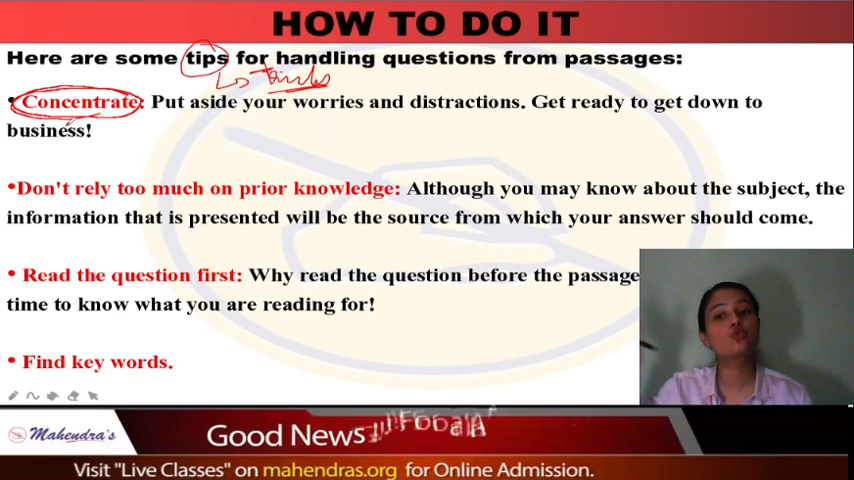 HOW TO DO IT
Here are some tips for handling questions from passages:
Tricks
• Concentrate: Put aside your worries and distractions. Get ready to get down to
business!
•Don't rely too much on prior knowledge: Although you may know about the subject, the
information that is presented will be the source from which your answer should come.
• Read the question first: Why read the question before the passage
time to know what you are reading for!
• Find key words.
Mahendra's
Good News
Visit "Live Classes" on mahendras.org for Online Admission.